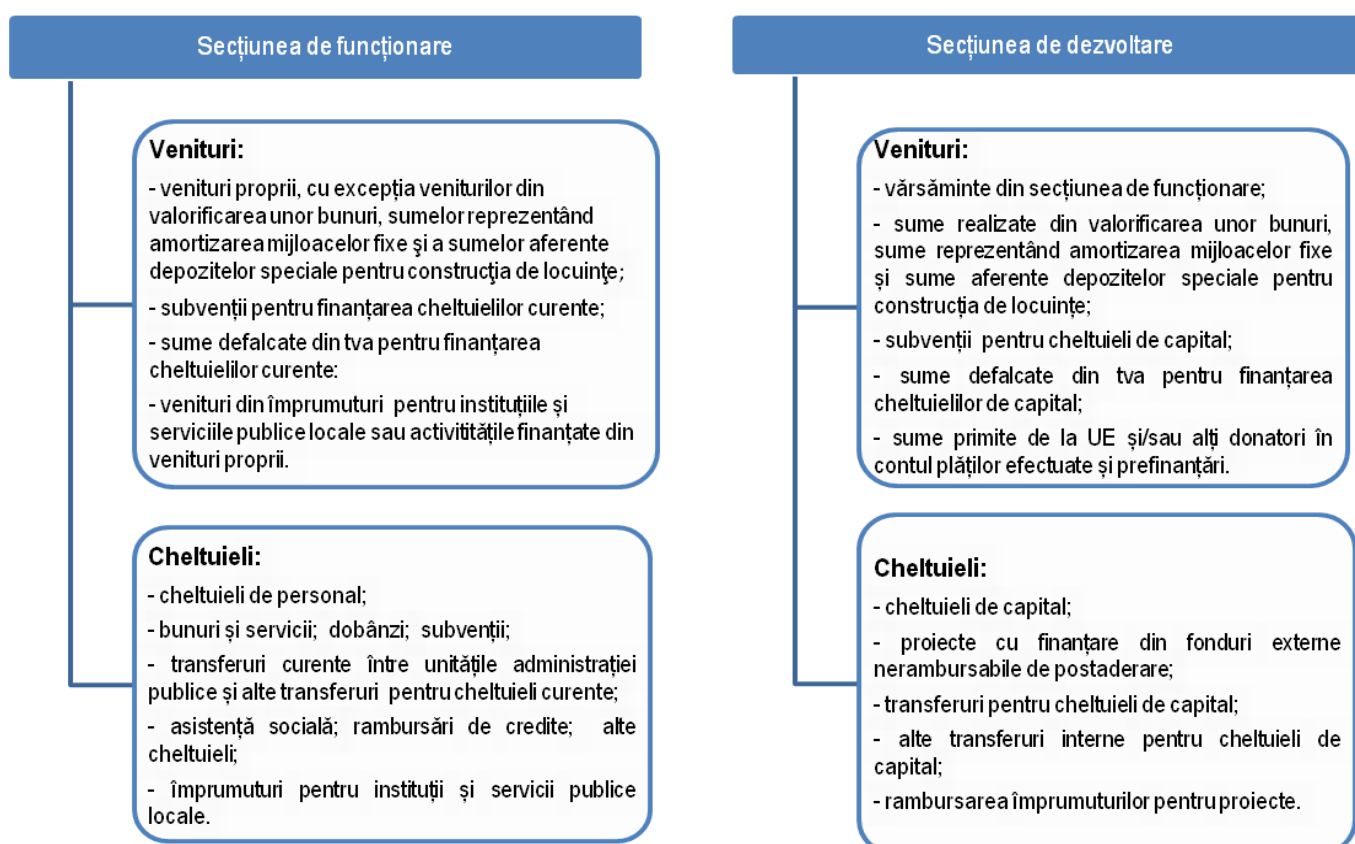 Secțiunea de funcționare
Venituri:
- venituri proprii, cu excepția veniturilor din
valorificarea unor bunuri, sumelor reprezentând
amortizarea mijloacelor fixe şi a sumelor aferente
depozitelor speciale pentru construcţia de locuinţe;
- subvenții pentru finanțarea cheltuielilor curente;
- sume defalcate din tva pentru finanțarea
cheltuielilor curente:
- venituri din împrumuturi pentru instituțiile și
serviciile publice locale sau activititățile finanțate din
venituri proprii.
Cheltuieli:
- cheltuieli de personal;
- bunuri și servicii; dobânzi; subvenții;
- transferuri curente între unitățile administrației
publice și alte transferuri pentru cheltuieli curente;
- asistență socială; rambursări de credite; alte
cheltuieli;
- împrumuturi pentru instituții și servicii publice
locale.
Secțiunea de dezvoltare
Venituri:
- vărsăminte din secțiunea de funcționare;
- sume realizate din valorificarea unor bunuri,
sume reprezentând amortizarea mijloacelor fixe
și sume aferente depozitelor speciale pentru
construcția de locuințe;
- subvenții pentru cheltuieli de capital;
- sume defalcate din tva pentru finanțarea
cheltuielilor de capital;
- sume primite de la UE și/sau alți donatori în
contul plăților efectuate și prefinanțări.
Cheltuieli:
- cheltuieli de capital;
- proiecte cu finanțare din fonduri externe
nerambursabile de postaderare;
- transferuri pentru cheltuieli de capital;
- alte transferuri interne pentru cheltuieli de
capital;
- rambursarea împrumuturilor pentru proiecte.